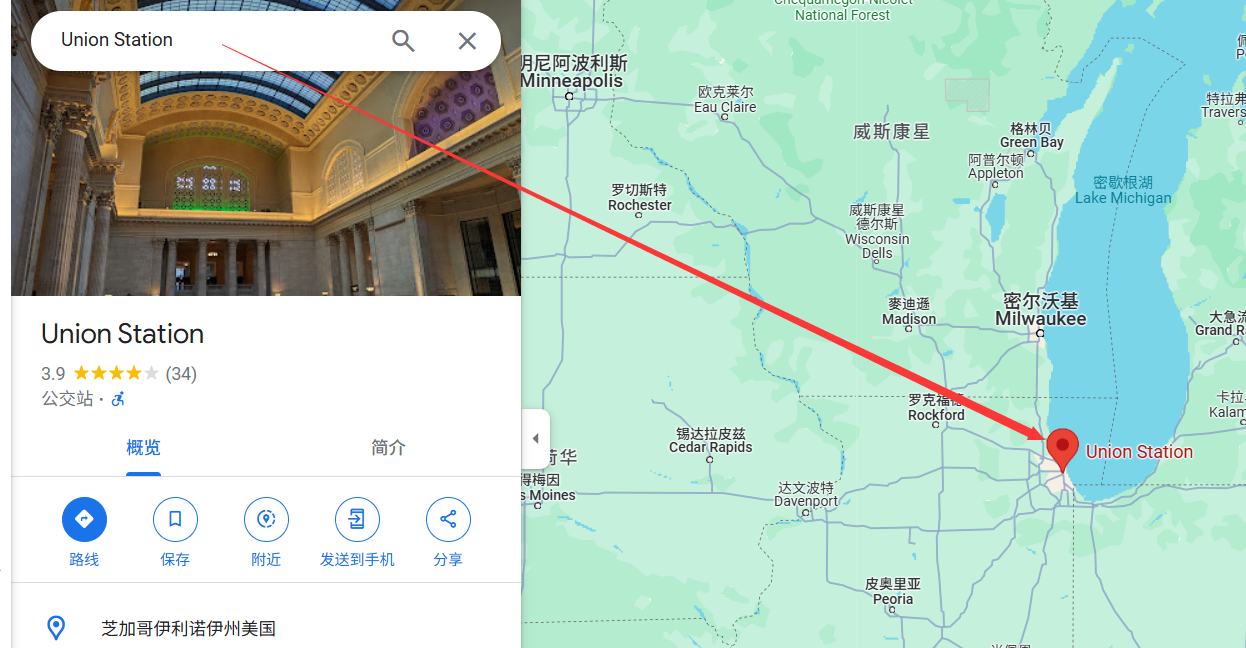 Union Station
Union Station
3.9
(34)
公交站 ·
概览
简介
路线
保存
附近
发送到手机
分享
芝加哥伊利诺伊州美国
National Forest
明尼阿波利斯
Minneapolis
欧克莱尔
Eau Claire
威斯康星
格林贝
Green Bay
阿普尔顿
Appleton
特拉弗
Travers
密歇根湖
Lake Michigan
罗切斯特
Rochester
威斯康星
德尔斯
Wisconsin
Dells
麥迪遜
Madison
密尔沃基
Milwaukee
大急流
Grand R
罗克福德
Rockford
卡拉
Kalam
锡达拉皮兹
Cedar Rapids
Union Station
荷华
得梅因
s Moines
达文波特
Davenport
皮奥里亚
Peoria